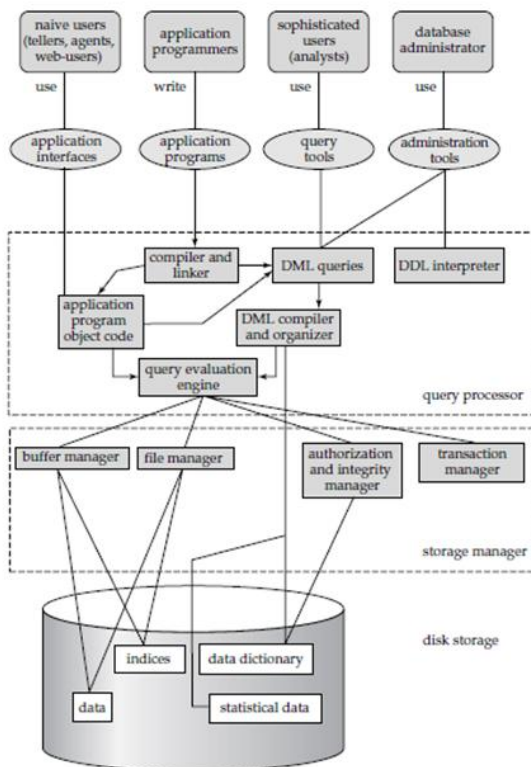 naive users
(tellers, agents,
web-users)
application
programmers
sophisticated
users
(analysts)
database
administrator
use
write
use
use
application
interfaces
application
programs
query
tools
administration
tools
compiler and
linker
DML queries
DDL interpreter
application
program
object code
DML compiler
and organizer
query evaluation
engine
query processor
buffer manager
file manager
authorization
and integrity
manager
transaction
manager
storage manager
disk storage
indices
data dictionary
data
statistical data